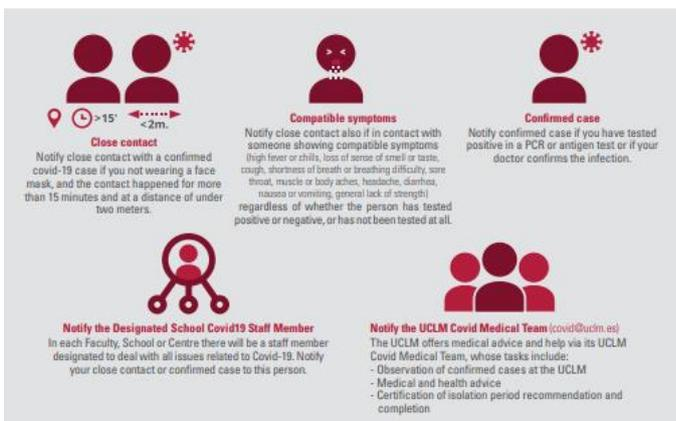 >15'
<2m.
Close contact
Notify close contact with a confirmed
covid-19 case if you not wearing a face
mask, and the contact happened for more
than 15 minutes and at a distance of under
two meters.
Compatible symptoms
Notify close contact also if in contact with
someone showing compatible symptoms
(high fever or chills, loss of sense of smell or taste,
cough, shortness of breath or breathing difficulty, sore
throat, muscle or body aches, headache, diarrhea,
nausea or vomiting, general lack of strength)
regardless of whether the person has tested
positive or negative, or has not been tested at all.
Confirmed case
Notify confirmed case if you have tested
positive in a PCR or antigen test or if your
doctor confirms the infection.
Notify the Designated School Covid19 Staff Member
In each Faculty, School or Centre there will be a staff member
designated to deal with all issues related to Covid-19. Notify
your close contact or confirmed case to this person.
Notify the UCLM Covid Medical Team (covid@uclm.es)
The UCLM offers medical advice and help via its UCLM
Covid Medical Team, whose tasks include:
- Observation of confirmed cases at the UCLM
- Medical and health advice
- Certification of isolation period recommendation and
completion